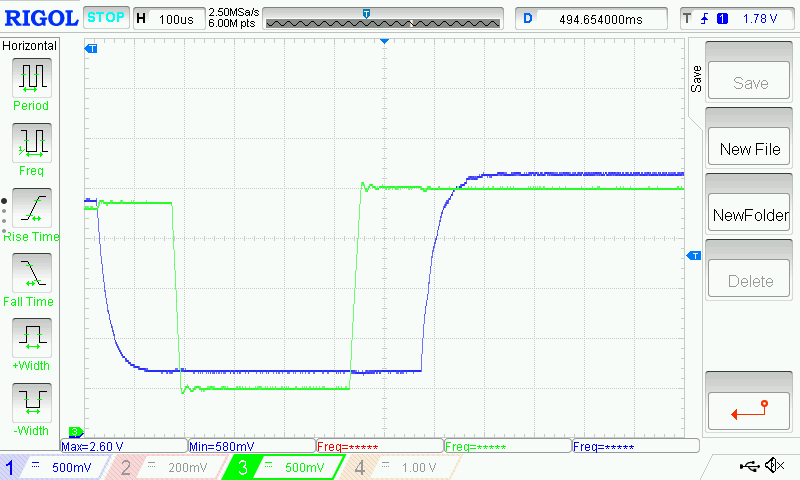 RIGOL STOP H 100us 2.50MSa/s D 494.654000ms T 1 1.78 V
6.00M pts
Horizontal
Period
Freq
Rise Time
Fall Time
+Width
-Width
T
T
T
3
Save
Save
New File
NewFolder
Delete
Max=2.60 V Min=580mV Freq=***** Freq=***** Freq=*****
1 500mV 2 200mV 3 500mV 4 1.00 V